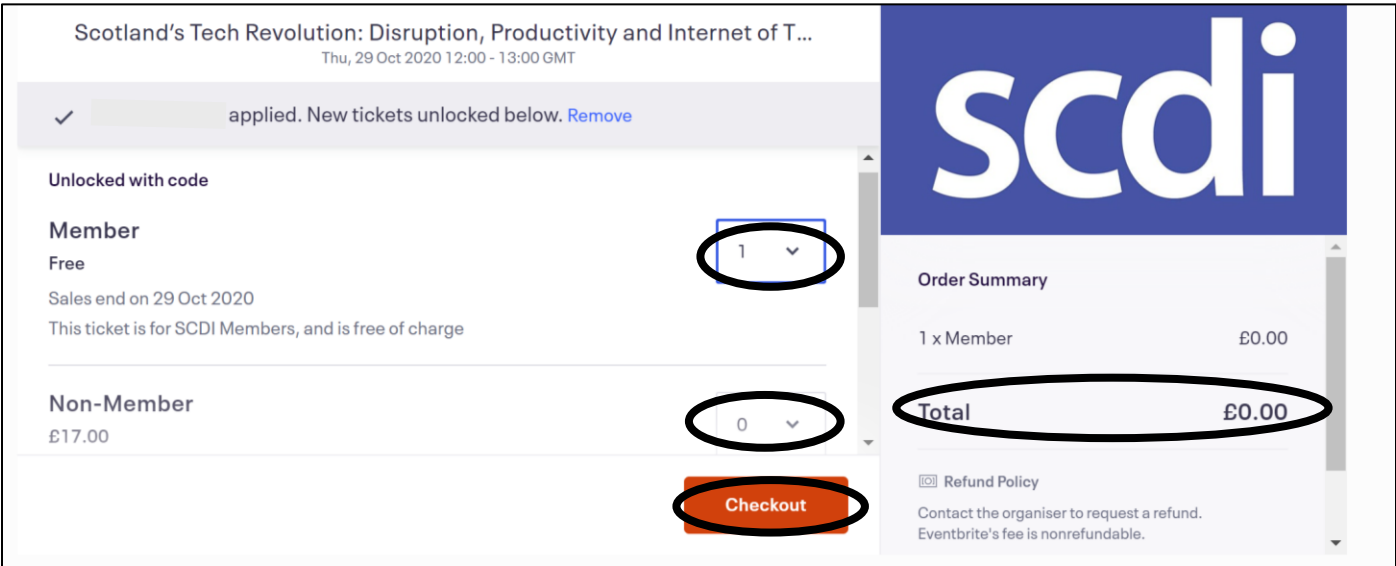 Scotland's Tech Revolution: Disruption, Productivity and Internet of T...
Thu, 29 Oct 2020 12:00 - 13:00 GMT
applied. New tickets unlocked below. Remove
Unlocked with code
Member
1
Free
Sales end on 29 Oct 2020
This ticket is for SCDI Members, and is free of charge
Non-Member
0
£17.00
Checkout
scdi
Order Summary
1 x Member £0.00
Total £0.00
Refund Policy
Contact the organiser to request a refund.
Eventbrite's fee is nonrefundable.